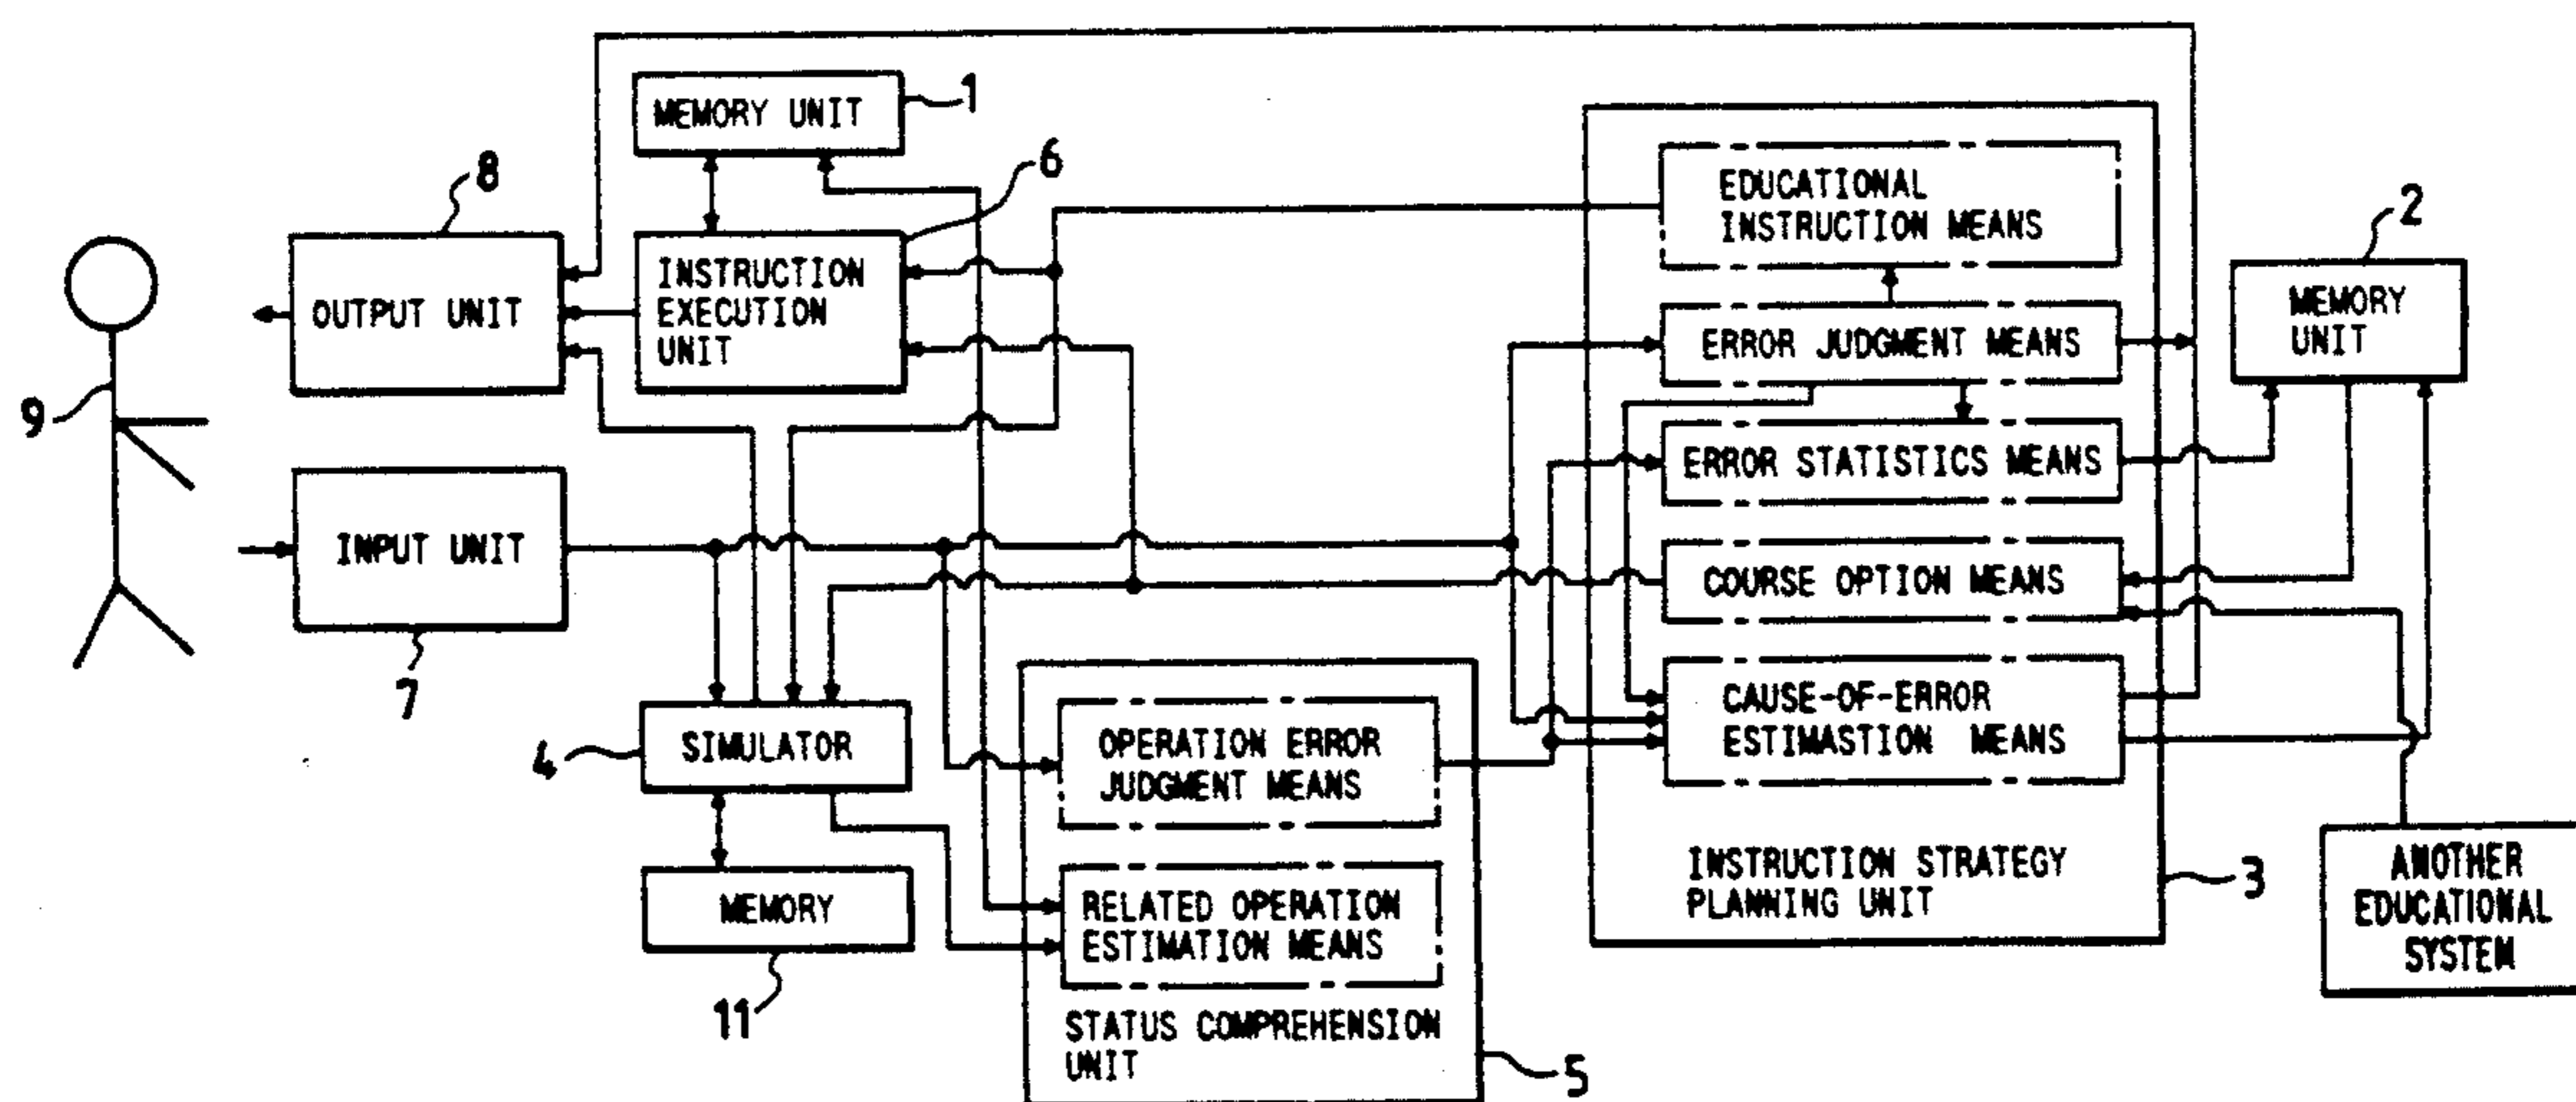 MEMORY UNIT
1
6
8
OUTPUT UNIT
INSTRUCTION
EXECUTION
UNIT
9
INPUT UNIT
7
4
SIMULATOR
MEMORY
11
OPERATION ERROR
JUDGMENT MEANS
RELATED OPERATION
ESTIMATION MEANS
STATUS COMPREHENSION
UNIT
5
EDUCATIONAL
INSTRUCTION MEANS
ERROR JUDGMENT MEANS
ERROR STATISTICS MEANS
COURSE OPTION MEANS
CAUSE-OF-ERROR
ESTIMASTION MEANS
INSTRUCTION STRATEGY
PLANNING UNIT
3
2
MEMORY
UNIT
ANOTHER
EDUCATIONAL
SYSTEM